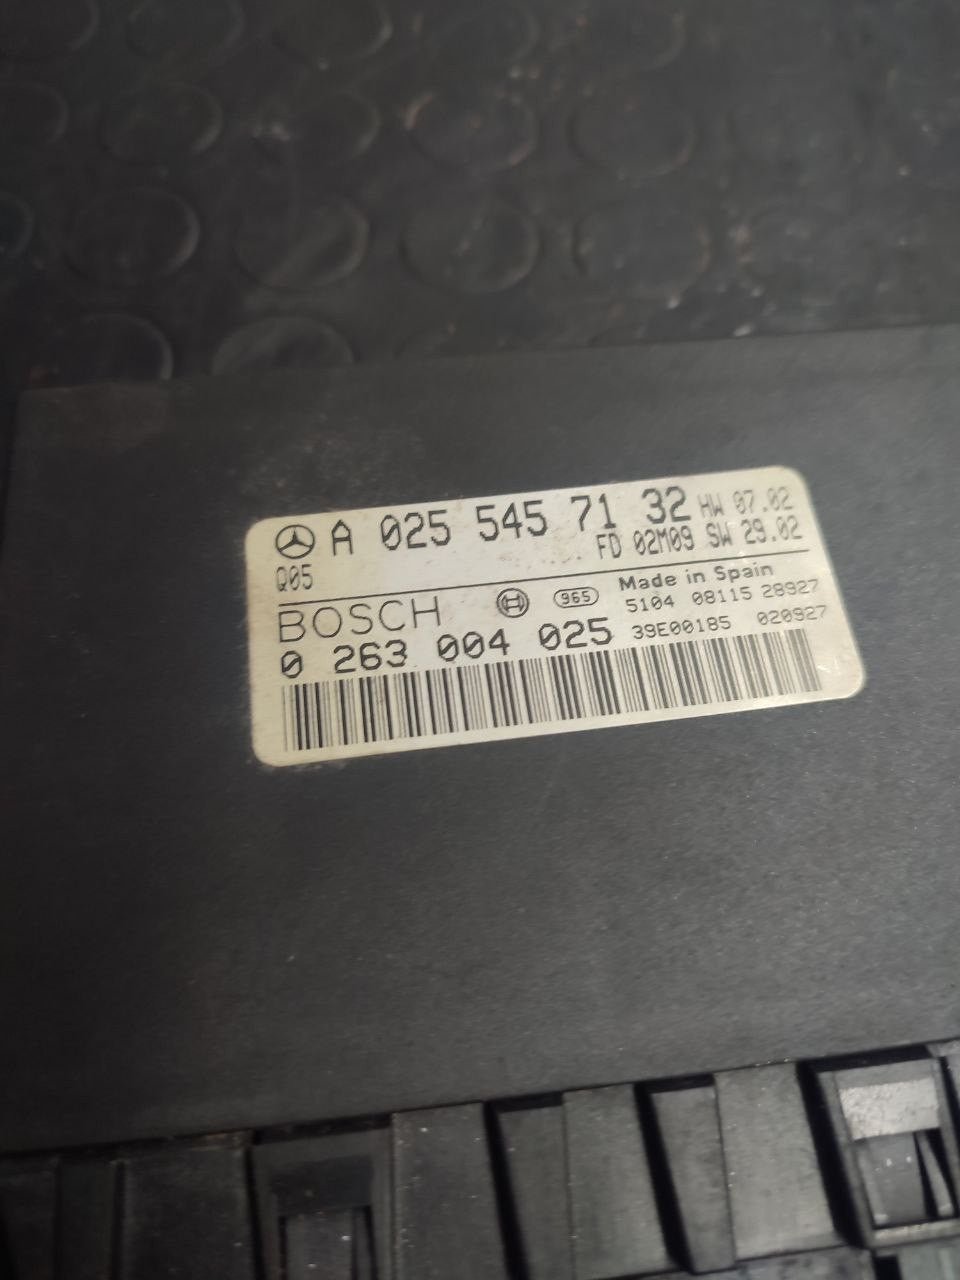 A 025 545 71 32 HW 07.02
Q05 FD 02M09 SW 29.02
BOSCH 965 Made in Spain
5104 08115 28927
0 263 004 025 39E00185 020927